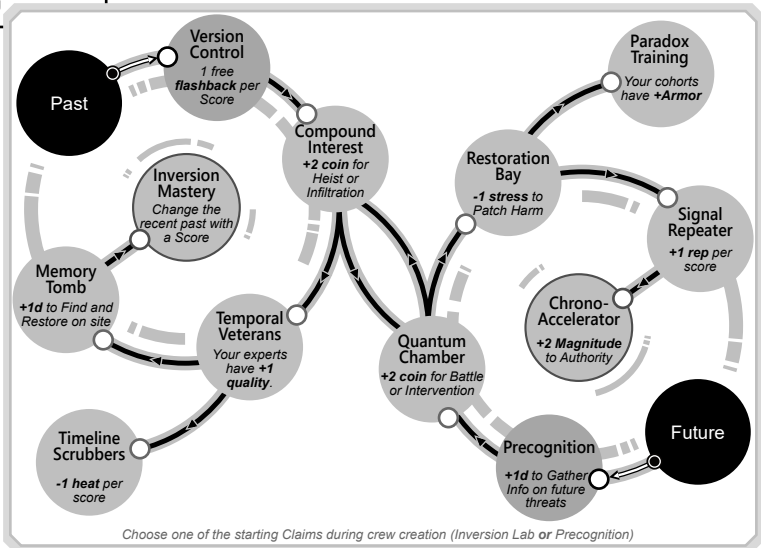 Past
Version
Control
1 free
flashback per
Score
Compound
Interest
+2 coin for
Heist or
Infiltration
Inversion
Mastery
Change the
recent past with
a Score
Memory
Tomb
+1d to Find and
Restore on site
Temporal
Veterans
Your experts
have +1
quality.
Timeline
Scrubbers
-1 heat per
score
Paradox
Training
Your cohorts
have +Armor
Restoration
Bay
-1 stress to
Patch Harm
Signal
Repeater
+1 rep per
score
Chrono-
Accelerator
+2 Magnitude
to Authority
Quantum
Chamber
+2 coin for Battle
or Intervention
Precognition
+1d to Gather
Info on future
threats
Future
Choose one of the starting Claims during crew creation (Inversion Lab or Precognition)